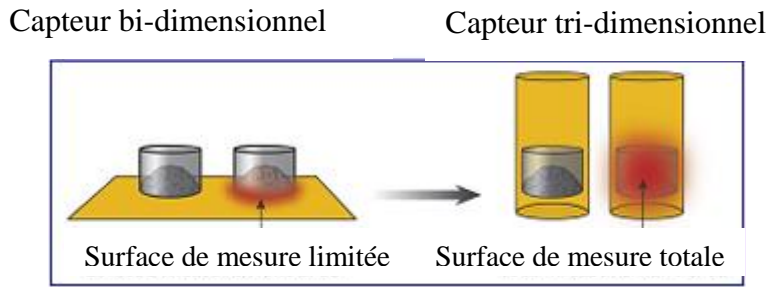 Capteur bi-dimensionnel
Capteur tri-dimensionnel
Surface de mesure limitée
Surface de mesure totale